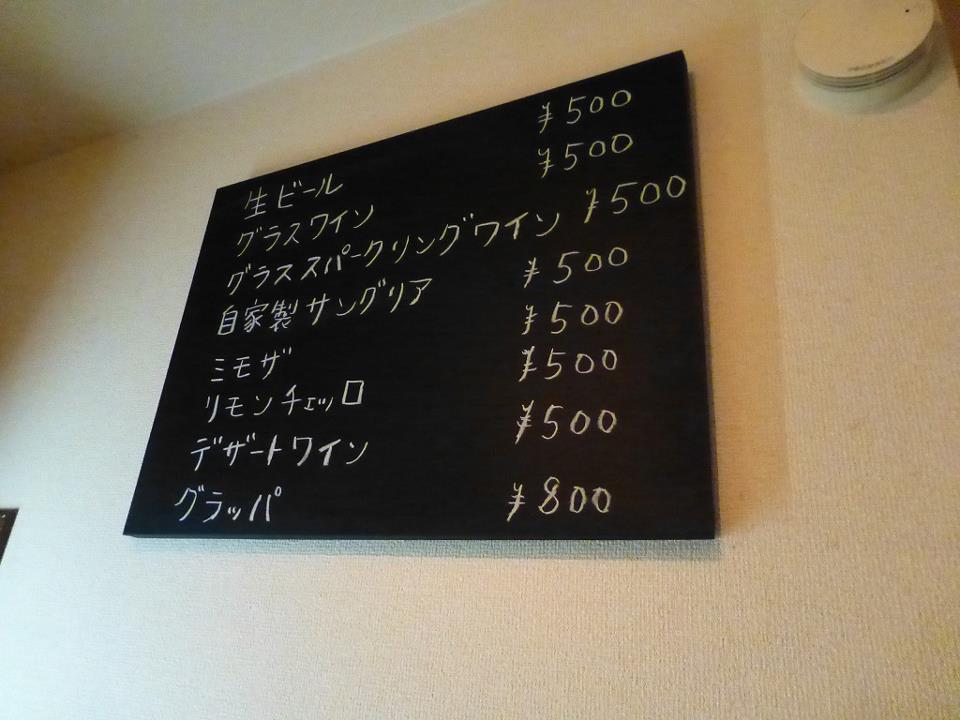 生ビール ¥500
グラスワイン ¥500
グラススパークリングワイン ¥500
自家製サングリア ¥500
ミモザ ¥500
リモンチェッロ ¥500
デザートワイン ¥500
グラッパ ¥800